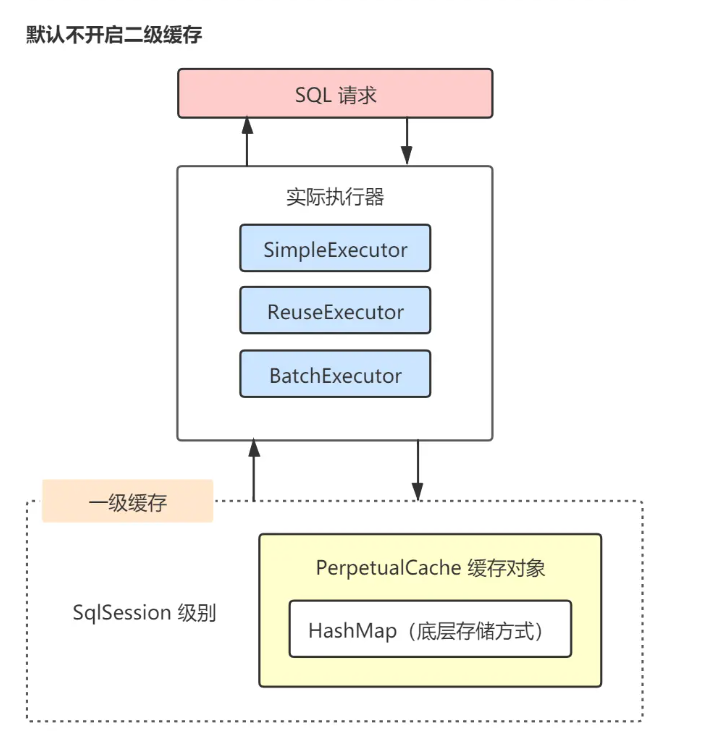 默认不开启二级缓存
SQL 请求
实际执行器
SimpleExecutor
ReuseExecutor
BatchExecutor
一级缓存
PerpetualCache 缓存对象
SqlSession 级别
HashMap（底层存储方式）